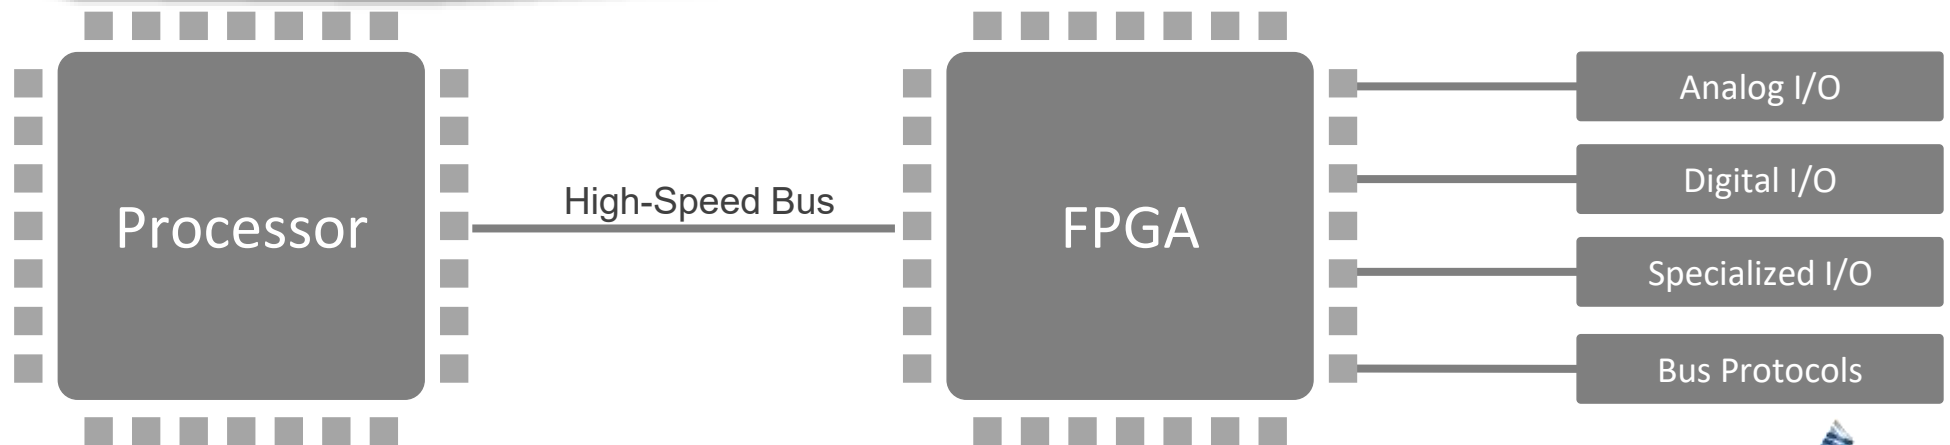 Processor
High-Speed Bus
FPGA
Analog I/O
Digital I/O
Specialized I/O
Bus Protocols